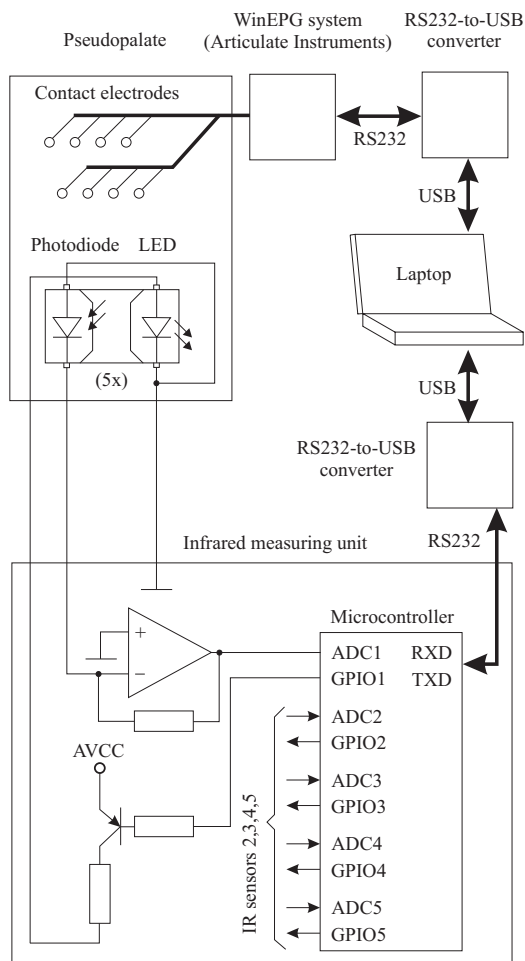 WinEPG system
(Articulate Instruments)
RS232-to-USB
converter
Pseudopalate
Contact electrodes
RS232
USB
Photodiode
LED
Laptop
(5x)
USB
RS232-to-USB
converter
RS232
Infrared measuring unit
Microcontroller
+
−
ADC1
RXD
GPIO1
TXD
ADC2
GPIO2
AVCC
ADC3
GPIO3
IR sensors 2,3,4,5
ADC4
GPIO4
ADC5
GPIO5